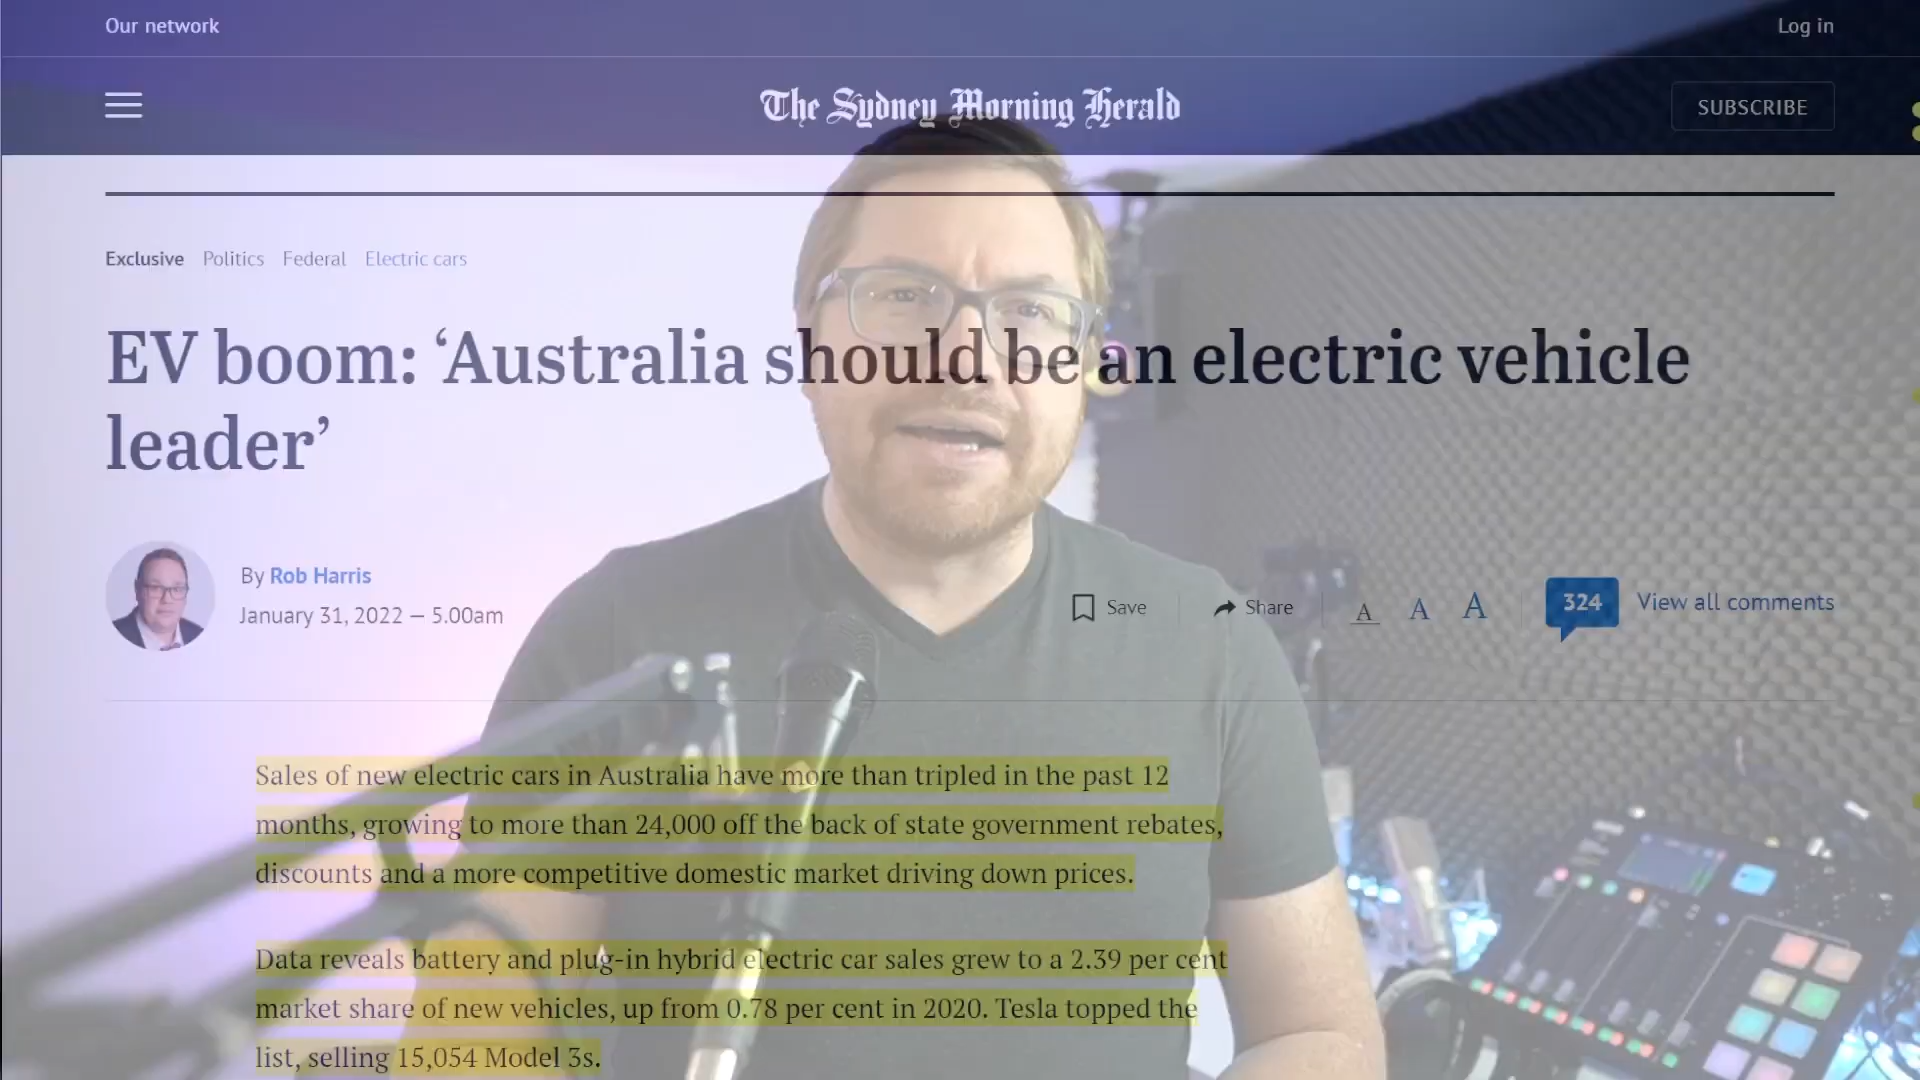 Our network
Log in
The Sydney Morning Herald
SUBSCRIBE
Exclusive Politics Federal Electric cars
EV boom: ‘Australia should be an electric vehicle
leader’
By Rob Harris
January 31, 2022 — 5.00am
Save
Share
A A A
324
View all comments
Sales of new electric cars in Australia have more than tripled in the past 12
months, growing to more than 24,000 off the back of state government rebates,
discounts and a more competitive domestic market driving down prices.
Data reveals battery and plug-in hybrid electric car sales grew to a 2.39 per cent
market share of new vehicles, up from 0.78 per cent in 2020. Tesla topped the
list, selling 15,054 Model 3s.